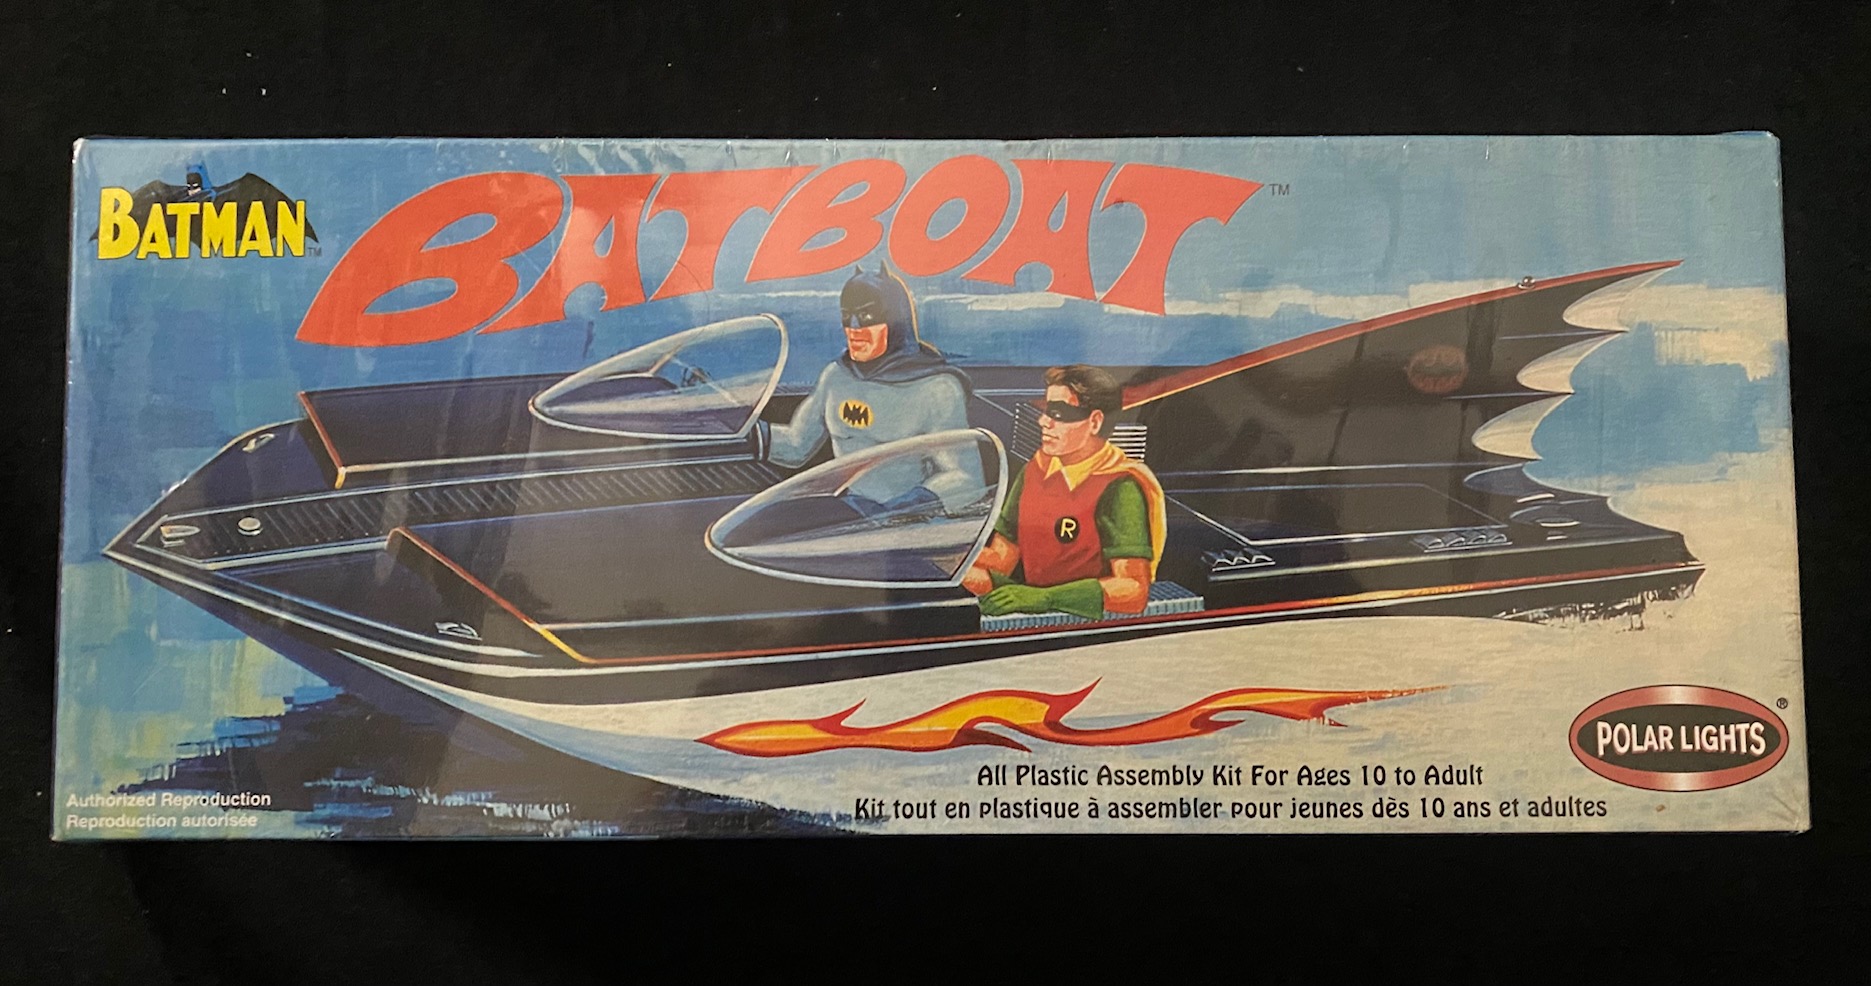 BATMAN™
BATBOAT™
R
POLAR LIGHTS®
All Plastic Assembly Kit For Ages 10 to Adult
Kit tout en plastique à assembler pour jeunes dès 10 ans et adultes
Authorized Reproduction
Reproduction autorisée